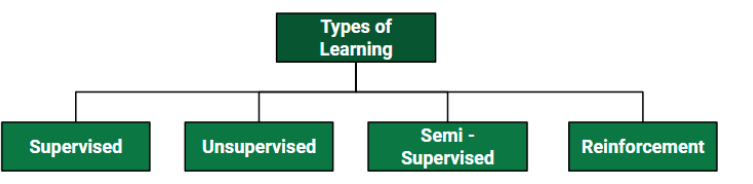 Types of
Learning
Supervised
Unsupervised
Semi -
Supervised
Reinforcement